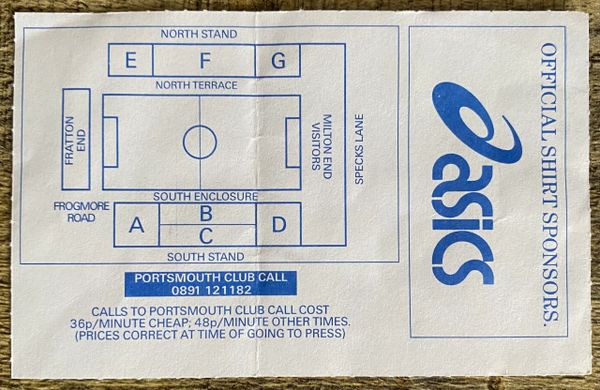 NORTH STAND
E F G
NORTH TERRACE
FRATTON
END
MILTON END
VISITORS
SPECKS LANE
SOUTH ENCLOSURE
FROGMORE
ROAD
A B D
C
SOUTH STAND
PORTSMOUTH CLUB CALL
0891 121182
CALLS TO PORTSMOUTH CLUB CALL COST
36p/MINUTE CHEAP; 48p/MINUTE OTHER TIMES.
(PRICES CORRECT AT TIME OF GOING TO PRESS)
asics
OFFICIAL SHIRT SPONSORS.